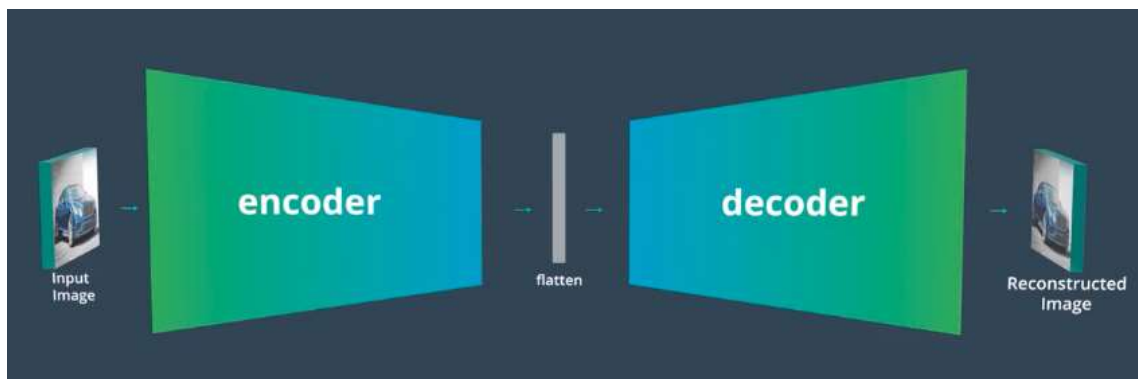 encoder
decoder
Input
Image
flatten
Reconstructed
Image